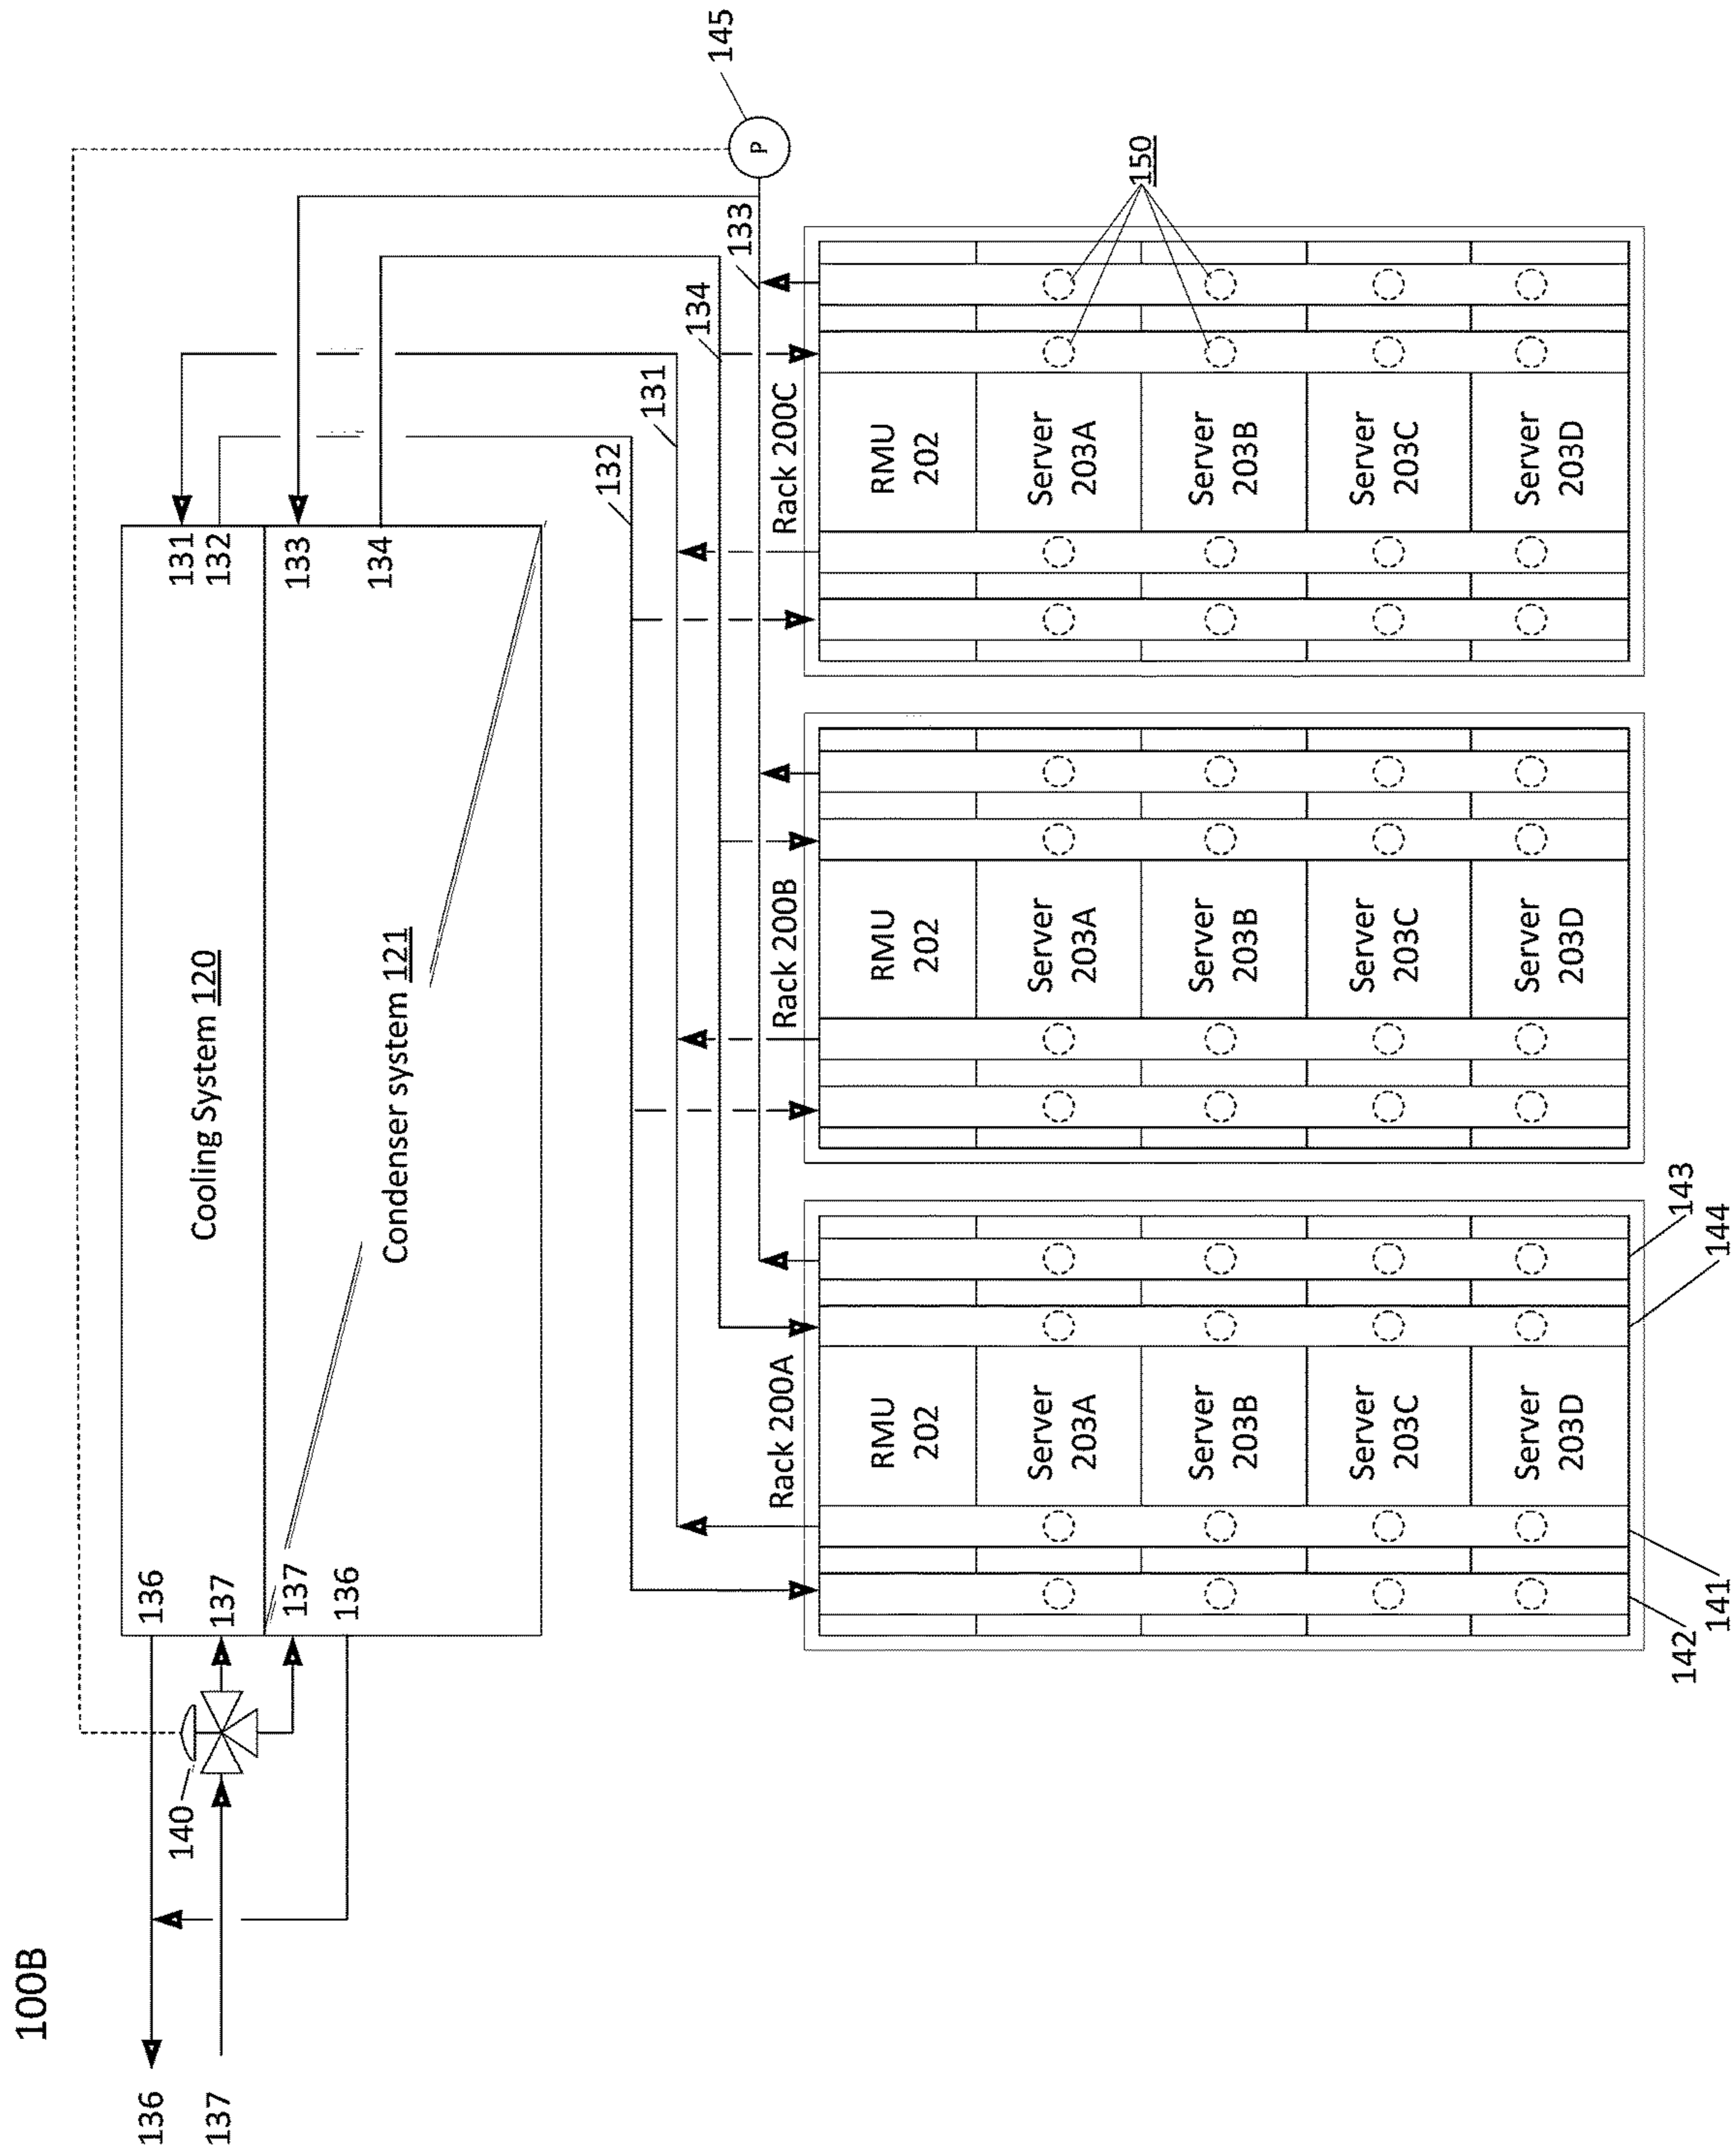 100B
136
136
140
131
Cooling System 120
137
137
132
137
133
136
134
Condenser system 121
132
131
134
145
133
Rack 200A
Rack 200B
Rack 200C
RMU
202
RMU
202
RMU
202
Server
203A
Server
203A
Server
203A
150
Server
203B
Server
203B
Server
203B
Server
203C
Server
203C
Server
203C
Server
203D
Server
203D
Server
203D
142
141
144
143
P